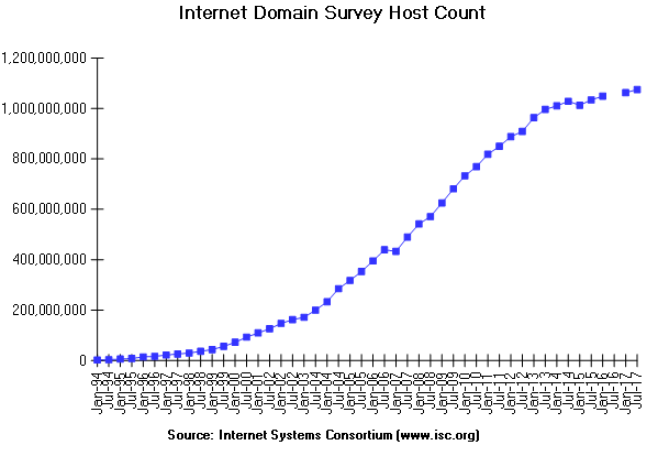 Internet Domain Survey Host Count
1,200,000,000
1,000,000,000
800,000,000
600,000,000
400,000,000
200,000,000
0
Jan-94
Jul-94
Jan-95
Jul-95
Jan-96
Jul-96
Jan-97
Jul-97
Jan-98
Jul-98
Jan-99
Jul-99
Jan-00
Jul-00
Jan-01
Jul-01
Jan-02
Jul-02
Jan-03
Jul-03
Jan-04
Jul-04
Jan-05
Jul-05
Jan-06
Jul-06
Jan-07
Jul-07
Jan-08
Jul-08
Jan-09
Jul-09
Jan-10
Jul-10
Jan-11
Jul-11
Jan-12
Jul-12
Jan-13
Jul-13
Jan-14
Jul-14
Jan-15
Jul-15
Jan-16
Jul-16
Jan-17
Jul-17
Source: Internet Systems Consortium (www.isc.org)